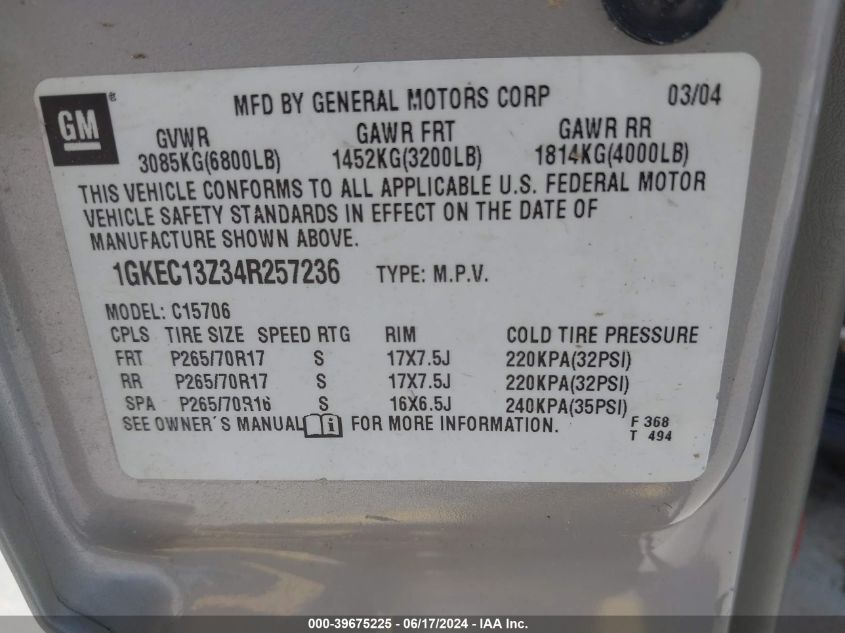 GM ® MFD BY GENERAL MOTORS CORP 03/04
GVWR GAWR FRT GAWR RR
3085KG(6800LB) 1452KG(3200LB) 1814KG(4000LB)
THIS VEHICLE CONFORMS TO ALL APPLICABLE U.S. FEDERAL MOTOR
VEHICLE SAFETY STANDARDS IN EFFECT ON THE DATE OF
MANUFACTURE SHOWN ABOVE.
1GKEC13Z34R257236 TYPE: M.P.V.
MODEL: C15706
CPLS TIRE SIZE SPEED RTG RIM COLD TIRE PRESSURE
FRT P265/70R17 S 17X7.5J 220KPA(32PSI)
RR P265/70R17 S 17X7.5J 220KPA(32PSI)
SPA P265/70R16 S 16X6.5J 240KPA(35PSI)
SEE OWNER'S MANUAL i FOR MORE INFORMATION. F 368
T 494
000-39675225 - 06/17/2024 - IAA Inc.